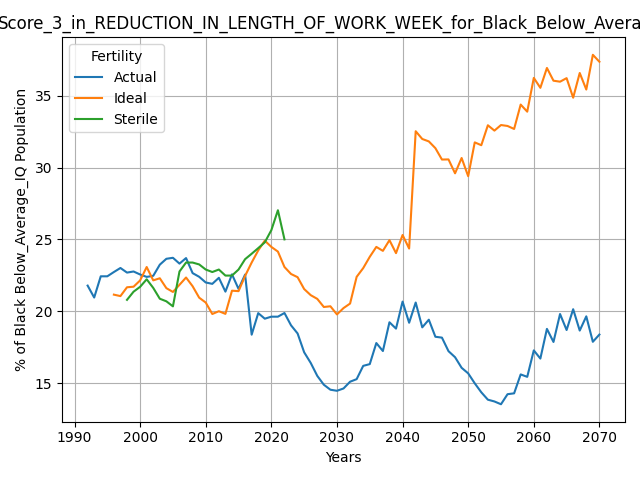 Score_3_in_REDUCTION_IN_LENGTH_OF_WORK_WEEK_for_Black_Below_Avera
Fertility
Actual
Ideal
Sterile
% of Black Below_Average_IQ Population
35
30
25
20
15
1990 2000 2010 2020 2030 2040 2050 2060 2070
Years